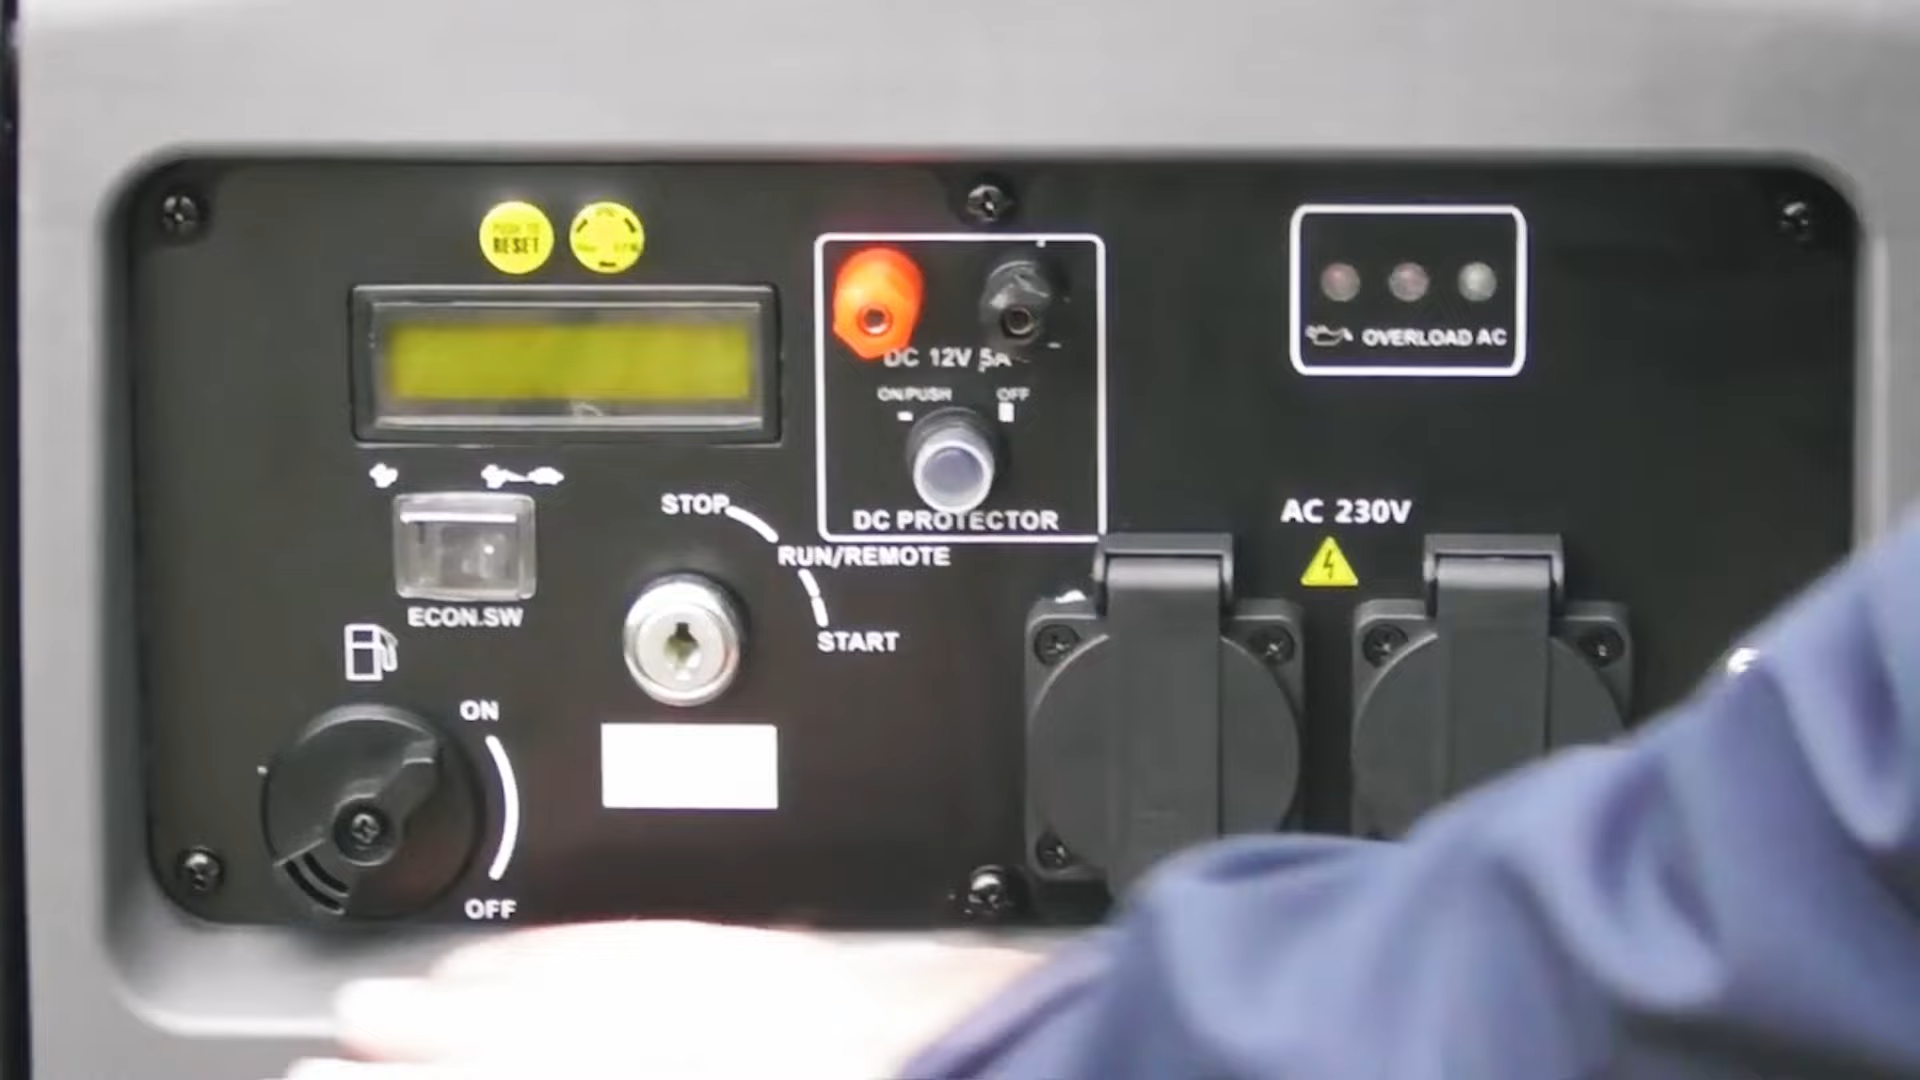 PUSH TO
RESET
DC 12V 5A
ON/PUSH
OFF
DC PROTECTOR
OVERLOAD AC
AC 230V
STOP
RUN/REMOTE
START
ECON.SW
ON
OFF